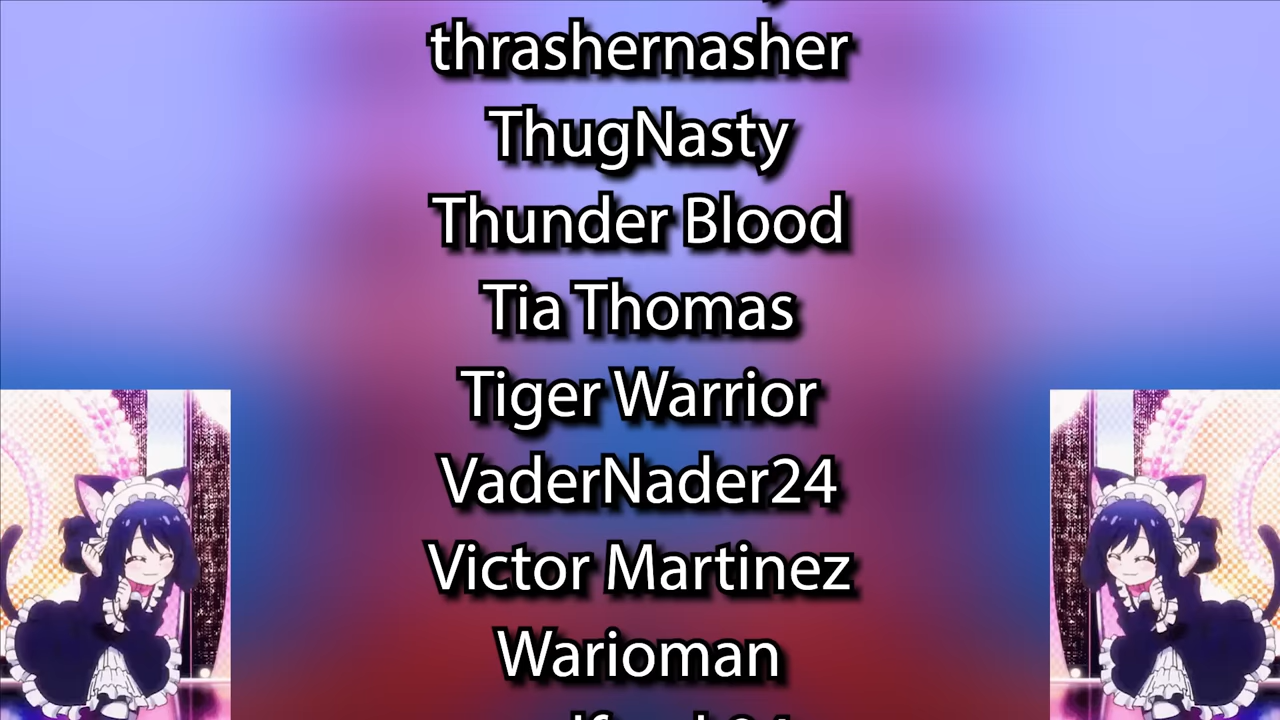 thrashernasher
ThugNasty
Thunder Blood
Tia Thomas
Tiger Warrior
VaderNader24
Victor Martinez
Warioman